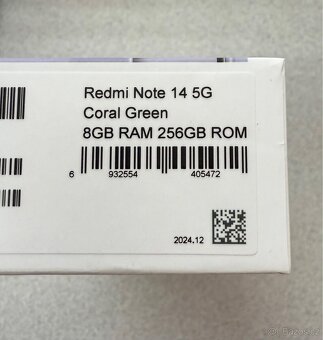 Redmi Note 14 5G
Coral Green
8GB RAM 256GB ROM
6 932554 405472
2024.12